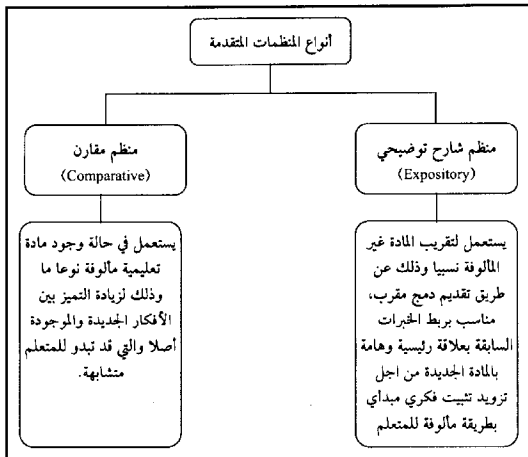 أنواع المنظمات المتقدمة
منظم شارح توضيحي
(Expository)
يستعمل لتقريب المادة غير
المألوفة نسبيا وذلك عن
طريق تقديم دمج مقرب،
مناسب بربط الخبرات
السابقة بعلاقة رئيسية وهامة
بالمادة الجديدة من اجل
تزويد تثبيت فكري مبدأي
بطريقة مألوفة للمتعلم
منظم مقارن
(Comparative)
يستعمل في حالة وجود مادة
تعليمية مألوفة نوعا ما
وذلك لزيادة التميز بين
الأفكار الجديدة والموجودة
أصلا والتي قد تبدو للمتعلم
متشابهة.